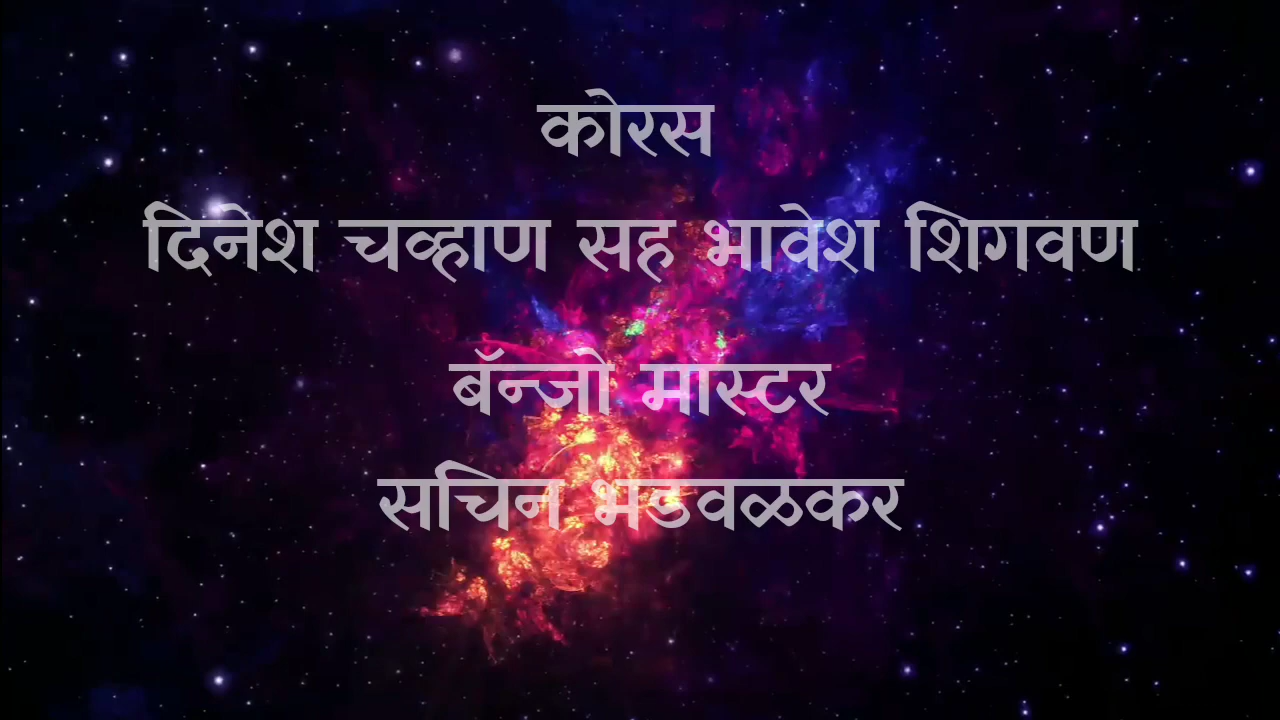 कोरस
दिनेश चव्हाण सह भावेश शिगवण
बॅन्जो मास्टर
सचिन भडवळकर